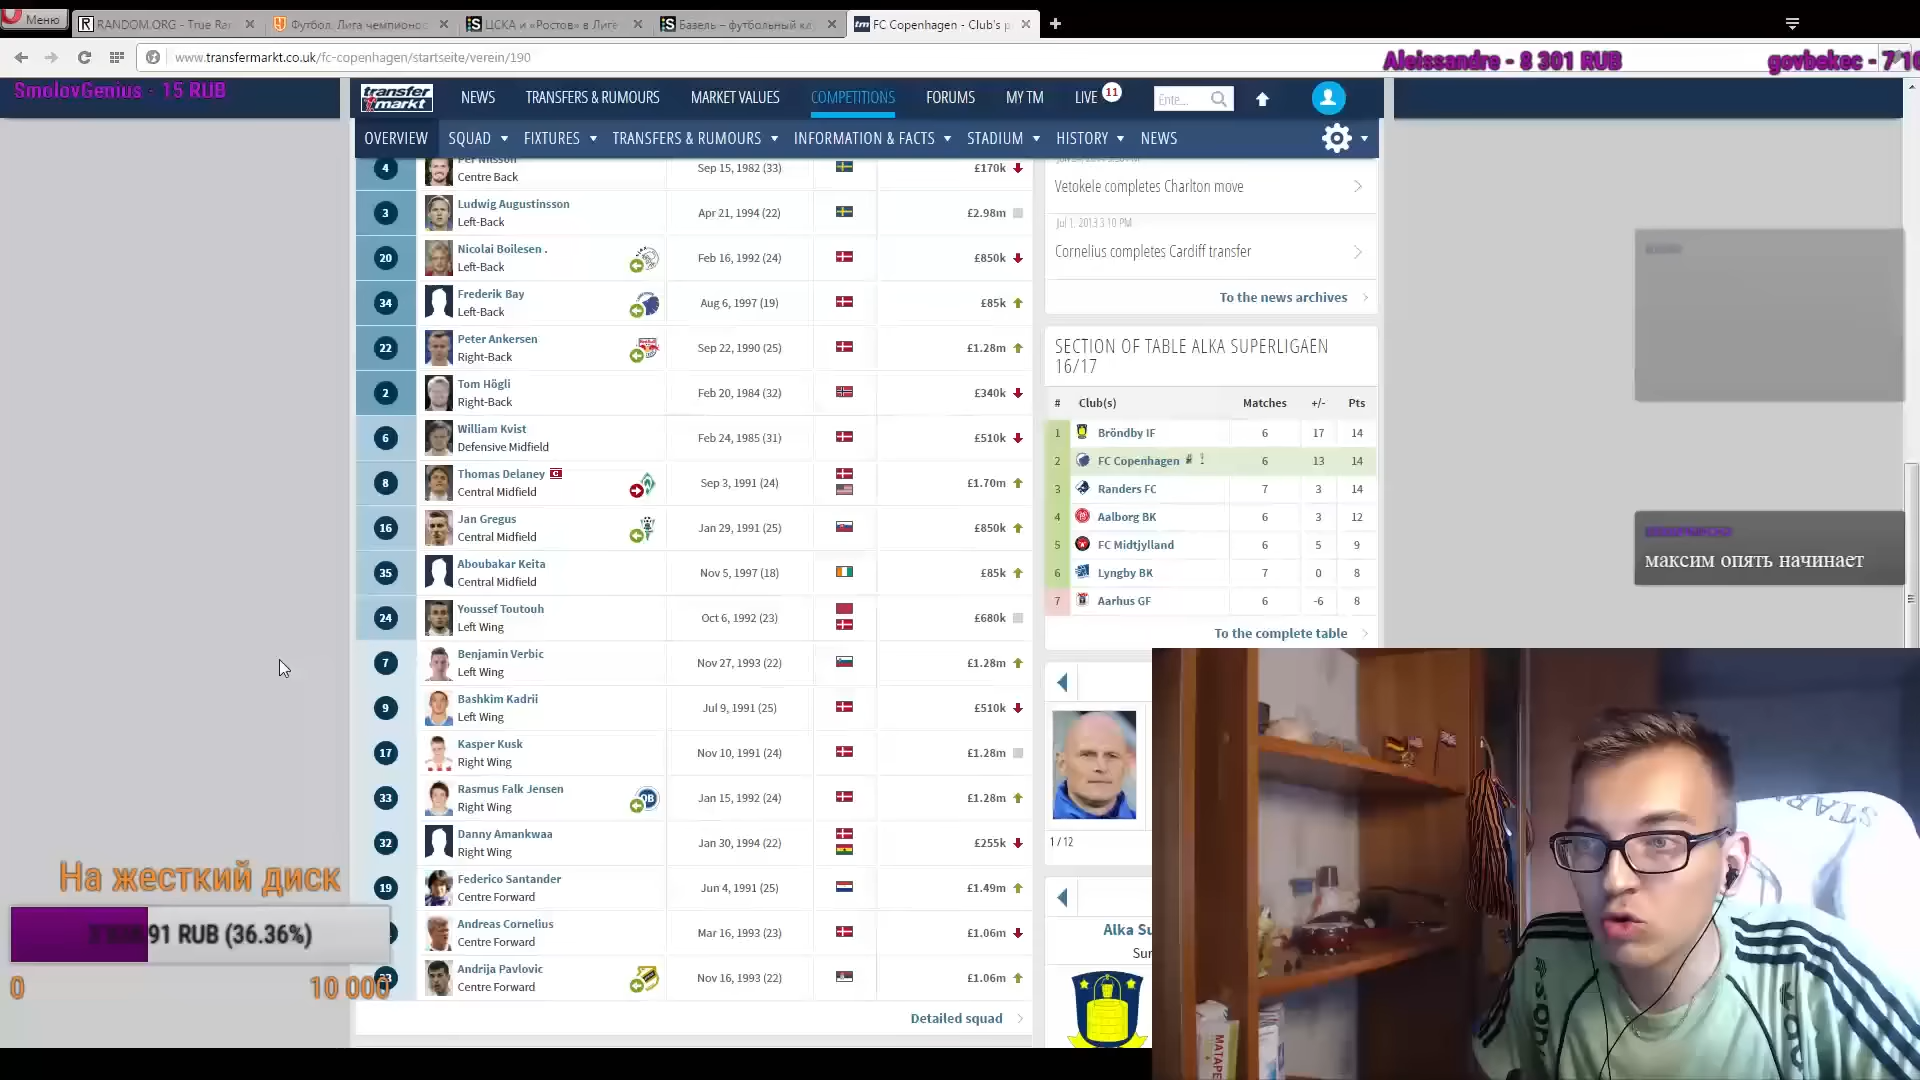 Меню
RANDOM.ORG - True Ran
Футбол. Лига чемпионос
ЦСКА и «Ростов» в Лиге
Базель – футбольный кл
FC Copenhagen - Club's p
www.transfermarkt.co.uk/fc-copenhagen/startseite/verein/190
Aleissandre - 8 301 RUB
govbekec - 7 10
SmolovGenius - 15 RUB
transfermarkt
NEWS
TRANSFERS & RUMOURS
MARKET VALUES
COMPETITIONS
FORUMS
MY TM
LIVE 11
Ente...
OVERVIEW
SQUAD
FIXTURES
TRANSFERS & RUMOURS
INFORMATION & FACTS
STADIUM
HISTORY
NEWS
4 Per Nilsson Sep 15, 1982 (33) £170k
Centre Back
3 Ludwig Augustinsson Apr 21, 1994 (22) £2.98m
Left-Back
20 Nicolai Boilesen . Feb 16, 1992 (24) £850k
Left-Back
34 Frederik Bay Aug 6, 1997 (19) £85k
Left-Back
22 Peter Ankersen Sep 22, 1990 (25) £1.28m
Right-Back
2 Tom Högli Feb 20, 1984 (32) £340k
Right-Back
6 William Kvist Feb 24, 1985 (31) £510k
Defensive Midfield
8 Thomas Delaney Sep 3, 1991 (24) £1.70m
Central Midfield
16 Jan Gregus Jan 29, 1991 (25) £850k
Central Midfield
35 Aboubakar Keita Nov 5, 1997 (18) £85k
Central Midfield
24 Youssef Toutouh Oct 6, 1992 (23) £680k
Left Wing
7 Benjamin Verbic Nov 27, 1993 (22) £1.28m
Left Wing
9 Bashkim Kadrii Jul 9, 1991 (25) £510k
Left Wing
17 Kasper Kusk Nov 10, 1991 (24) £1.28m
Right Wing
33 Rasmus Falk Jensen OB Jan 15, 1992 (24) £1.28m
Right Wing
32 Danny Amankwaa Jan 30, 1994 (22) £255k
Right Wing
19 Federico Santander Jun 4, 1991 (25) £1.49m
Centre Forward
Andreas Cornelius Mar 16, 1993 (23) £1.06m
Centre Forward
Andrija Pavlovic Nov 16, 1993 (22) £1.06m
Centre Forward
Detailed squad
Vetokele completes Charlton move
Jul 1, 2013 3:10 PM
Cornelius completes Cardiff transfer
To the news archives
SECTION OF TABLE ALKA SUPERLIGAEN
16/17
# Club(s) Matches +/- Pts
1 Bröndby IF 6 17 14
2 FC Copenhagen 6 13 14
3 Randers FC 7 3 14
4 Aalborg BK 6 3 12
5 FC Midtjylland 6 5 9
6 Lyngby BK 7 0 8
7 Aarhus GF 6 -6 8
To the complete table
1 / 12
Alka Su
Sur
максим опять начинает
На жесткий диск
91 RUB (36.36%)
0
10 000
STAR
МАТАРЕ